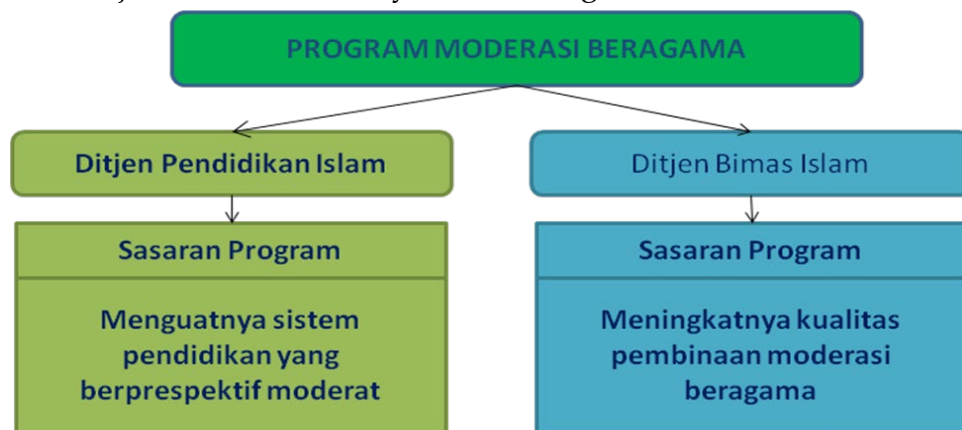 PROGRAM MODERASI BERAGAMA
Ditjen Pendidikan Islam
Ditjen Bimas Islam
Sasaran Program
Menguatnya sistem
pendidikan yang
berprespektif moderat
Sasaran Program
Meningkatnya kualitas
pembinaan moderasi
beragama